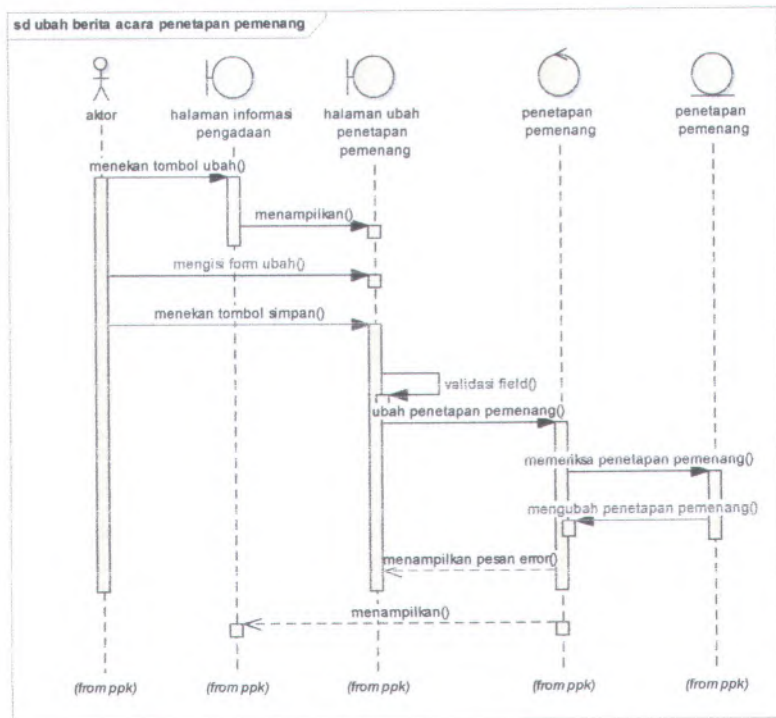 sd ubah berita acara penetapan pemenang
aktor
halaman informasi
pengadaan
halaman ubah
penetapan
pemenang
penetapan
pemenang
penetapan
pemenang
menekan tombol ubah()
menampilkan()
mengisi form ubah()
menekan tombol simpan()
validasi field()
ubah penetapan pemenang()
memeriksa penetapan pemenang()
mengubah penetapan pemenang()
menampilkan pesan error()
menampilkan()
(from ppk)
(from ppk)
(from ppk)
(from ppk)
(from ppk)